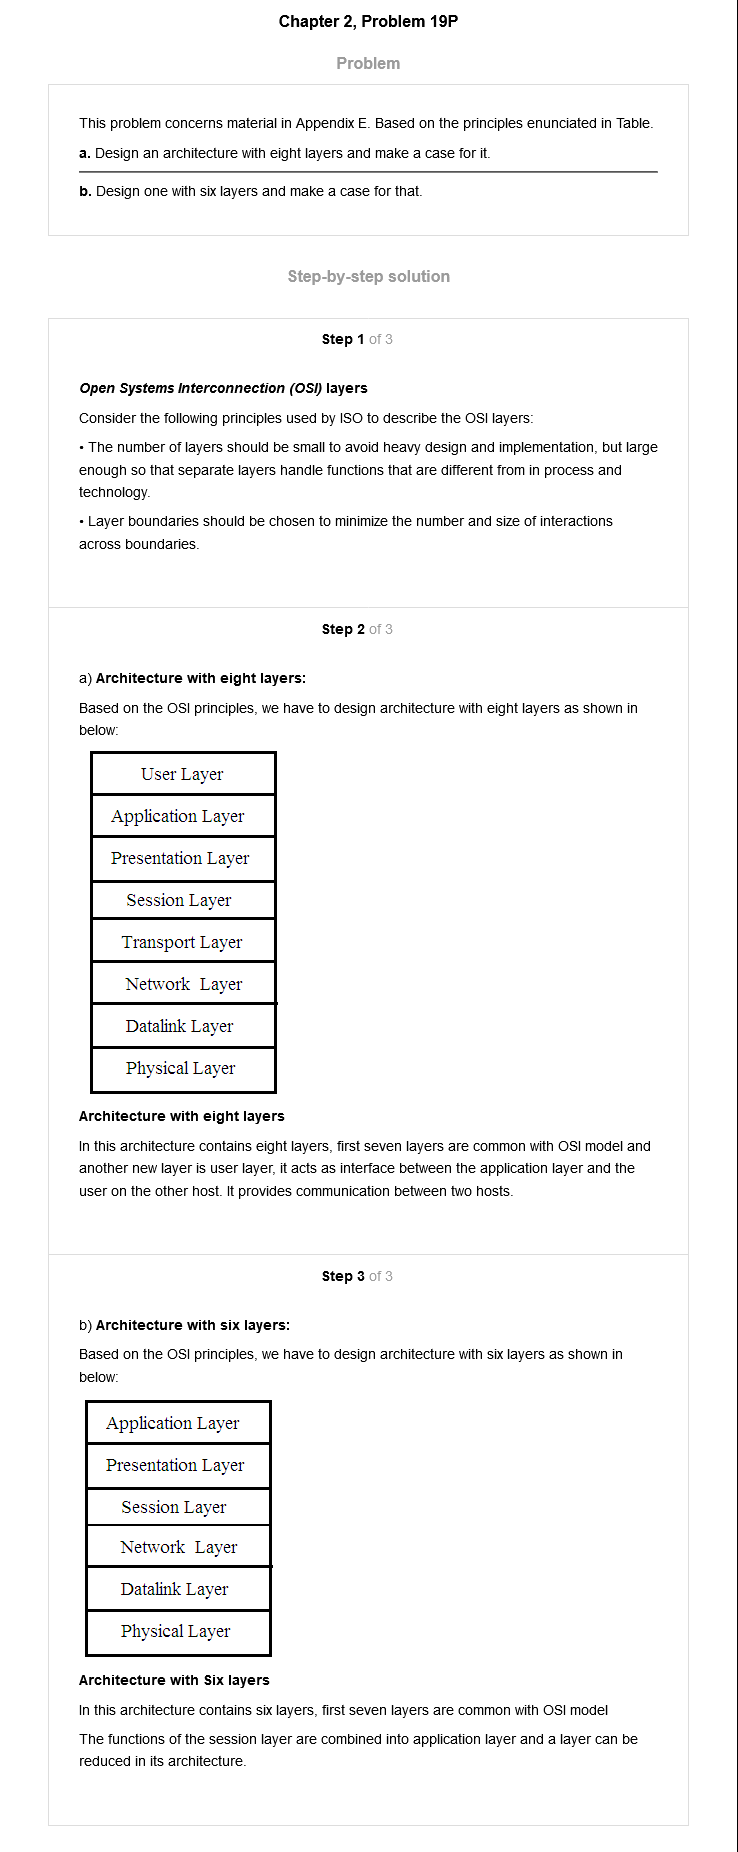 Chapter 2, Problem 19P
Problem
This problem concerns material in Appendix E. Based on the principles enunciated in Table.
a. Design an architecture with eight layers and make a case for it.
b. Design one with six layers and make a case for that.
Step-by-step solution
Step 1 of 3
Open Systems Interconnection (OSI) layers
Consider the following principles used by ISO to describe the OSI layers:
• The number of layers should be small to avoid heavy design and implementation, but large
enough so that separate layers handle functions that are different from in process and
technology.
• Layer boundaries should be chosen to minimize the number and size of interactions
across boundaries.
Step 2 of 3
a) Architecture with eight layers:
Based on the OSI principles, we have to design architecture with eight layers as shown in
below:
User Layer
Application Layer
Presentation Layer
Session Layer
Transport Layer
Network Layer
Datalink Layer
Physical Layer
Architecture with eight layers
In this architecture contains eight layers, first seven layers are common with OSI model and
another new layer is user layer, it acts as interface between the application layer and the
user on the other host. It provides communication between two hosts.
Step 3 of 3
b) Architecture with six layers:
Based on the OSI principles, we have to design architecture with six layers as shown in
below:
Application Layer
Presentation Layer
Session Layer
Network Layer
Datalink Layer
Physical Layer
Architecture with Six layers
In this architecture contains six layers, first seven layers are common with OSI model
The functions of the session layer are combined into application layer and a layer can be
reduced in its architecture.